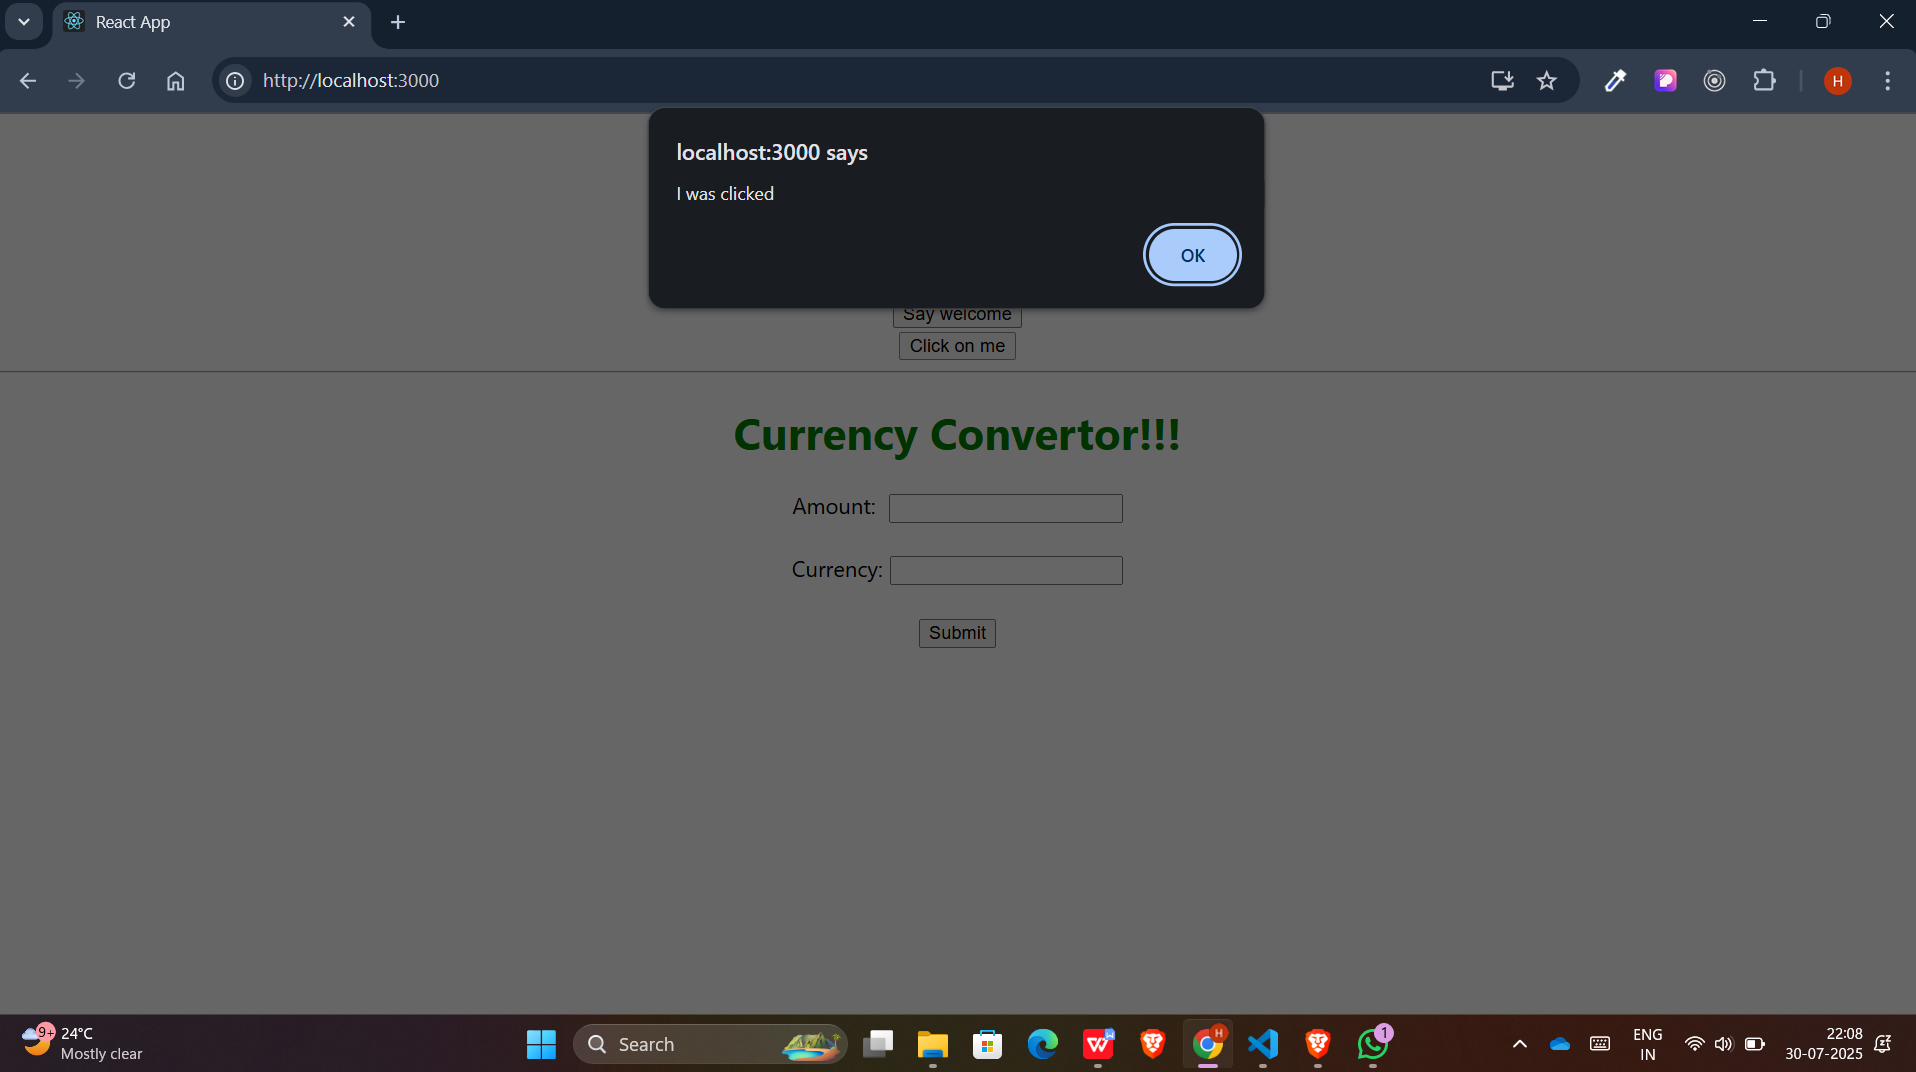 React App
http://localhost:3000
H
localhost:3000 says
I was clicked
OK
Say welcome
Click on me
Currency Convertor!!!
Amount:
Currency:
Submit
9+
24°C
Mostly clear
Search
W
H
1
ENG
IN
22:08
30-07-2025